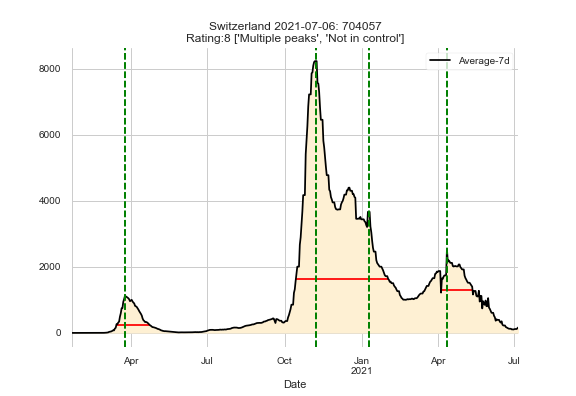 Switzerland 2021-07-06: 704057
Rating:8 ['Multiple peaks', 'Not in control']
Average-7d
8000
6000
4000
2000
0
Apr
Jul
Oct
Jan
2021
Apr
Jul
Date